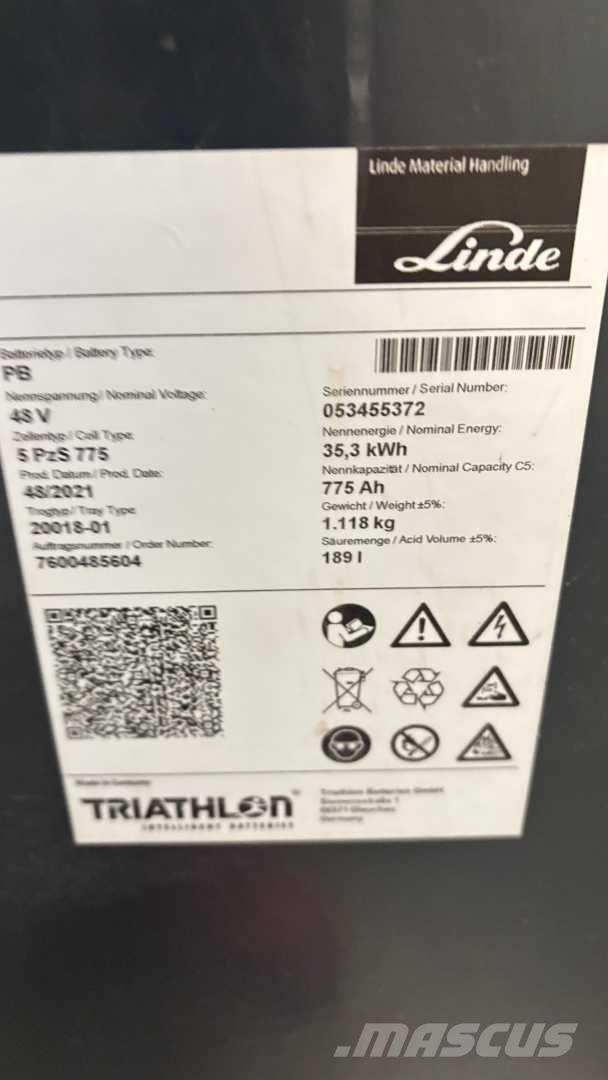 Linde Material Handling
Linde
Batterietyp / Battery Type:
PB
Nennspannung / Nominal Voltage:
48 V
Zellentyp / Cell Type:
5 PzS 775
Prod. Datum / Prod. Date:
48/2021
Trogtyp / Tray Type
20018-01
Auftragsnummer / Order Number:
7600485604
Seriennummer / Serial Number:
053455372
Nennenergie / Nominal Energy:
35,3 kWh
Nennkapazität / Nominal Capacity C5:
775 Ah
Gewicht / Weight ±5%:
1.118 kg
Säuremenge / Acid Volume ±5%:
189 l
Made in Germany
TRIATHLON®
INTELLIGENT BATTERIES
Triathlon Batterien GmbH
Glauchau
Germany
.MASCUS